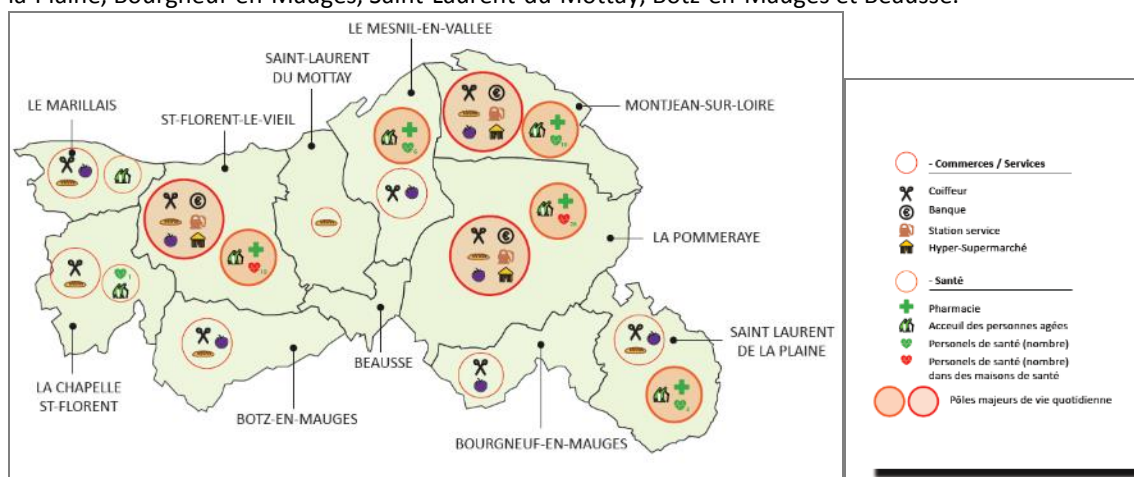 la Plaine, Bourgneuf-en-Mauges, Saint-Laurent-du-Mottay, Botz-en-Mauges et Beausse.
LE MESNIL-EN-VALLEE
SAINT-LAURENT
DU MOTTAY
LE MARILLAIS
ST-FLORENT-LE-VIEIL
MONTJEAN-SUR-LOIRE
LA POMMERAYE
SAINT LAURENT
DE LA PLAINE
BEAUSSE
LA CHAPELLE
ST-FLORENT
BOTZ-EN-MAUGES
BOURGNEUF-EN-MAUGES
- Commerces / Services
Coiffeur
Banque
Station service
Hyper-Supermarché
- Santé
Pharmacie
Acceuil des personnes agées
Personels de santé (nombre)
Personels de santé (nombre)
dans des maisons de santé
Pôles majeurs de vie quotidienne